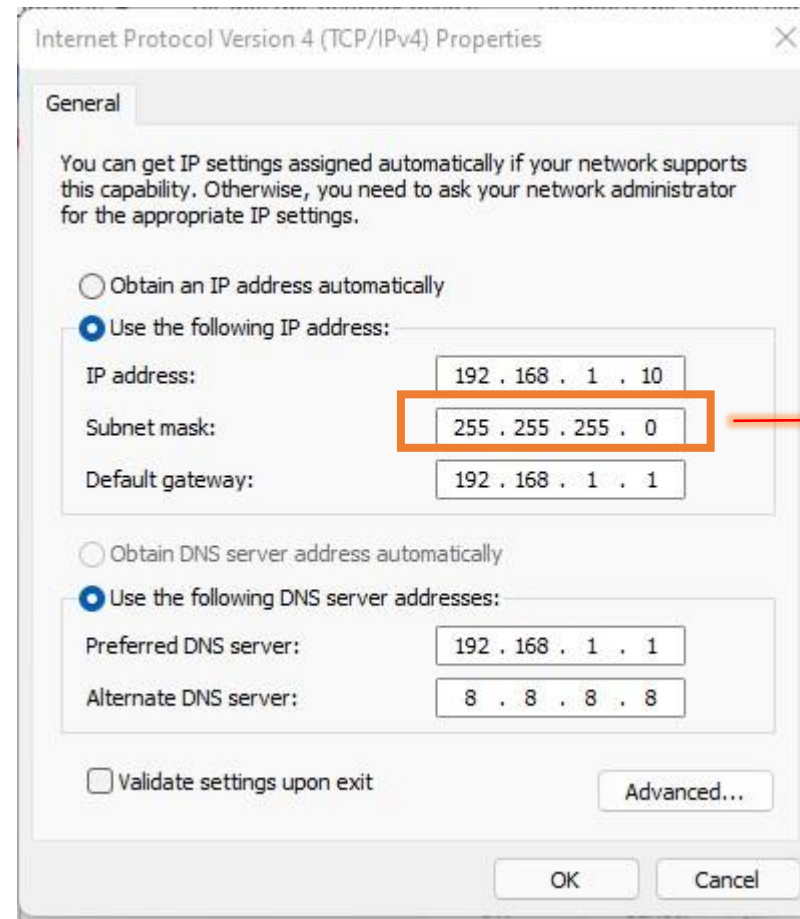 Internet Protocol Version 4 (TCP/IPv4) Properties
General
You can get IP settings assigned automatically if your network supports
this capability. Otherwise, you need to ask your network administrator
for the appropriate IP settings.
Obtain an IP address automatically
Use the following IP address:
IP address: 192 . 168 . 1 . 10
Subnet mask: 255 . 255 . 255 . 0
Default gateway: 192 . 168 . 1 . 1
Obtain DNS server address automatically
Use the following DNS server addresses:
Preferred DNS server: 192 . 168 . 1 . 1
Alternate DNS server: 8 . 8 . 8 . 8
Validate settings upon exit
Advanced...
OK Cancel